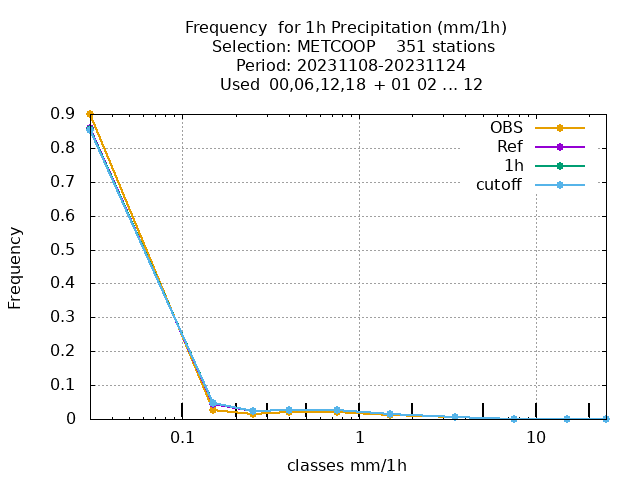 Frequency  for 1h Precipitation (mm/1h)
Selection: METCOOP    351 stations
Period: 20231108-20231124
Used 00,06,12,18 + 01 02 ... 12
OBS
Ref
1h
cutoff
0.9
0.8
0.7
0.6
0.5
0.4
0.3
0.2
0.1
0
Frequency
0.1
1
10
classes mm/1h